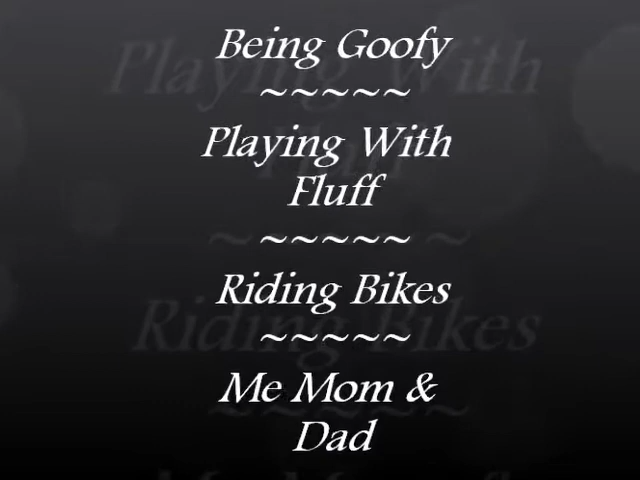 Being Goofy
~~~~~
Playing With
Fluff
~~~~~
Riding Bikes
~~~~~
Me Mom &
Dad